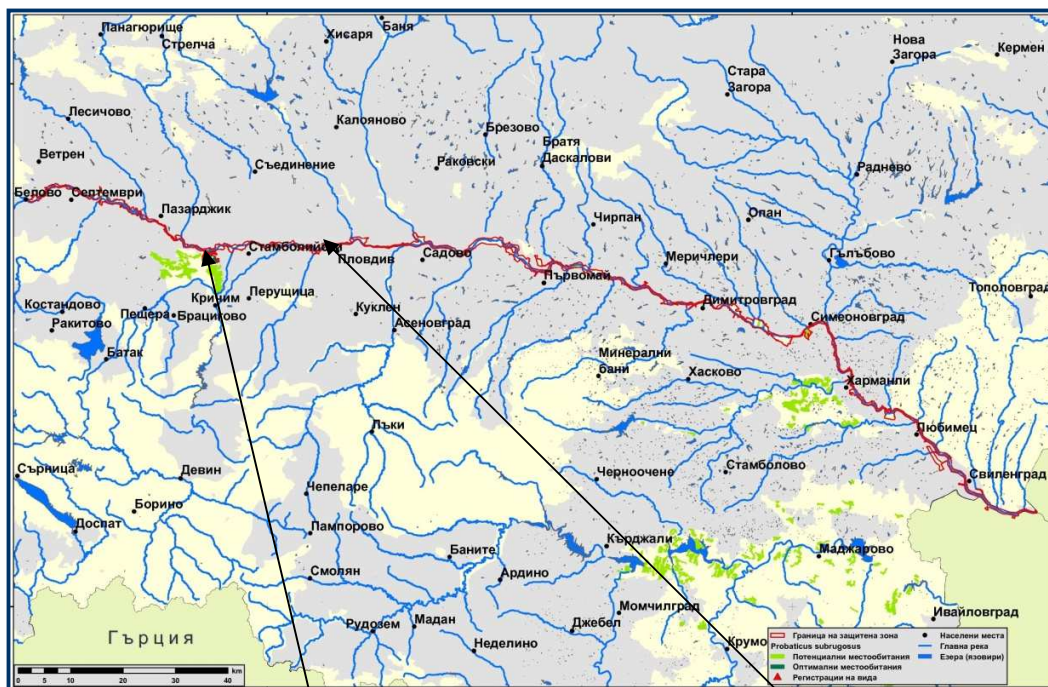 Панагюрище
Стрелча
Хисаря
Баня
Нова
Загора
Кермен
Стара
Загора
Лесичово
Калояново
Брезово
Братя
Даскалови
Ветрен
Съединение
Раковски
Раднево
Белово
Септември
Пазарджик
Чирпан
Опан
Стамболийски
Пловдив
Садово
Меричлери
Гълъбово
Първомай
Тополовград
Костандово
Кричим
Перущица
Димитровград
Ракитово
Пещера
Брацигово
Куклен
Асеновград
Симеоновград
Батак
Минерални
бани
Хасково
Харманли
Лъки
Любимец
Сърница
Девин
Черноочене
Стамболово
Свиленград
Борино
Чепеларе
Доспат
Пампорово
Баните
Кърджали
Маджарово
Смолян
Ардино
Момчилград
Ивайловград
Гърция
Рудозем
Мадан
Джебел
Неделино
Крумо
Граница на защитена зона
Населени места
Probaticus subrugosus
Главна река
Потенциални местообитания
Езера (язовири)
Оптимални местообитания
Регистрации на вида
0 10 20 30 40
км